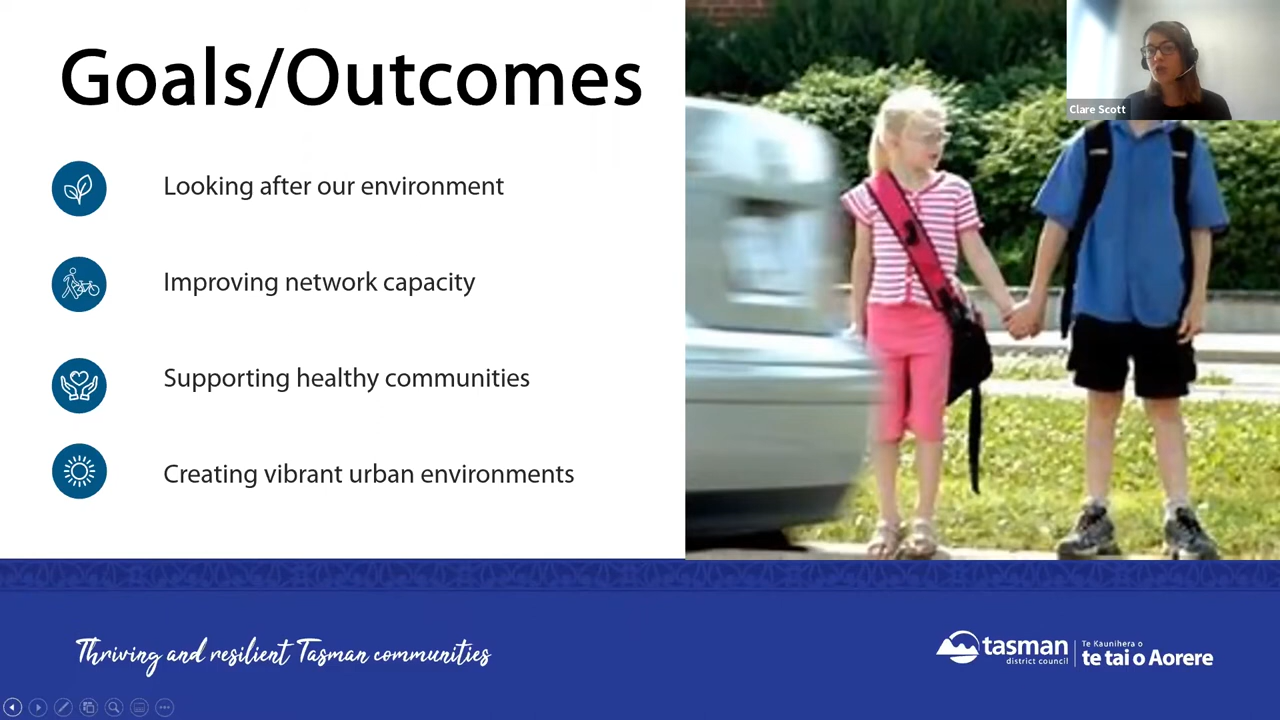 Goals/Outcomes
Looking after our environment
Improving network capacity
Supporting healthy communities
Creating vibrant urban environments
Clare Scott
Thriving and resilient Tasman communities
tasman
district council
Te Kaunihera o
te tai o Aorere